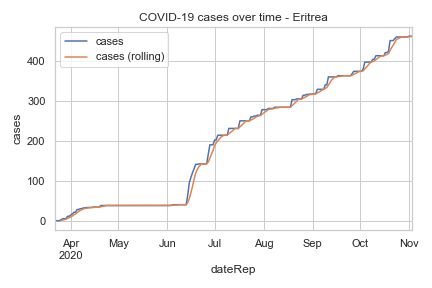 COVID-19 cases over time - Eritrea
cases
cases (rolling)
cases
400
300
200
100
0
Apr May Jun Jul Aug Sep Oct Nov
2020
dateRep